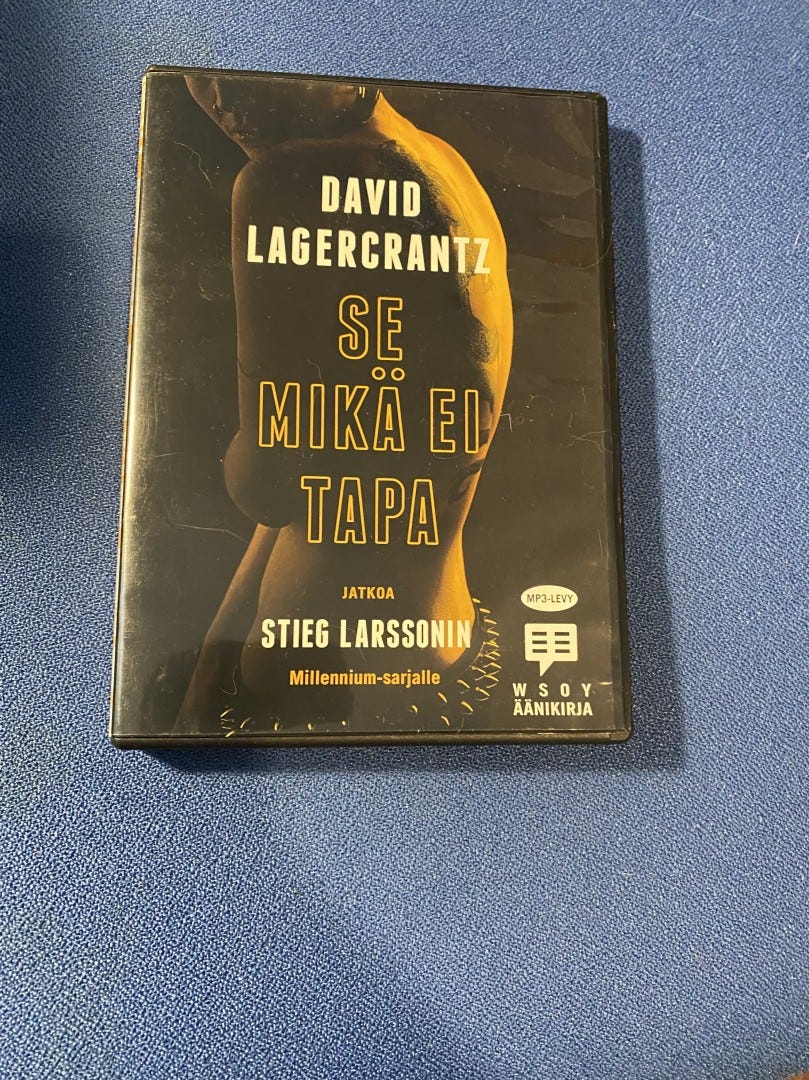 DAVID
LAGERCRANTZ
SE
MIKÄ EI
TAPA
JATKOA
STIEG LARSSONIN
Millennium-sarjalle
MP3-LEVY
WSOY
ÄÄNIKIRJA